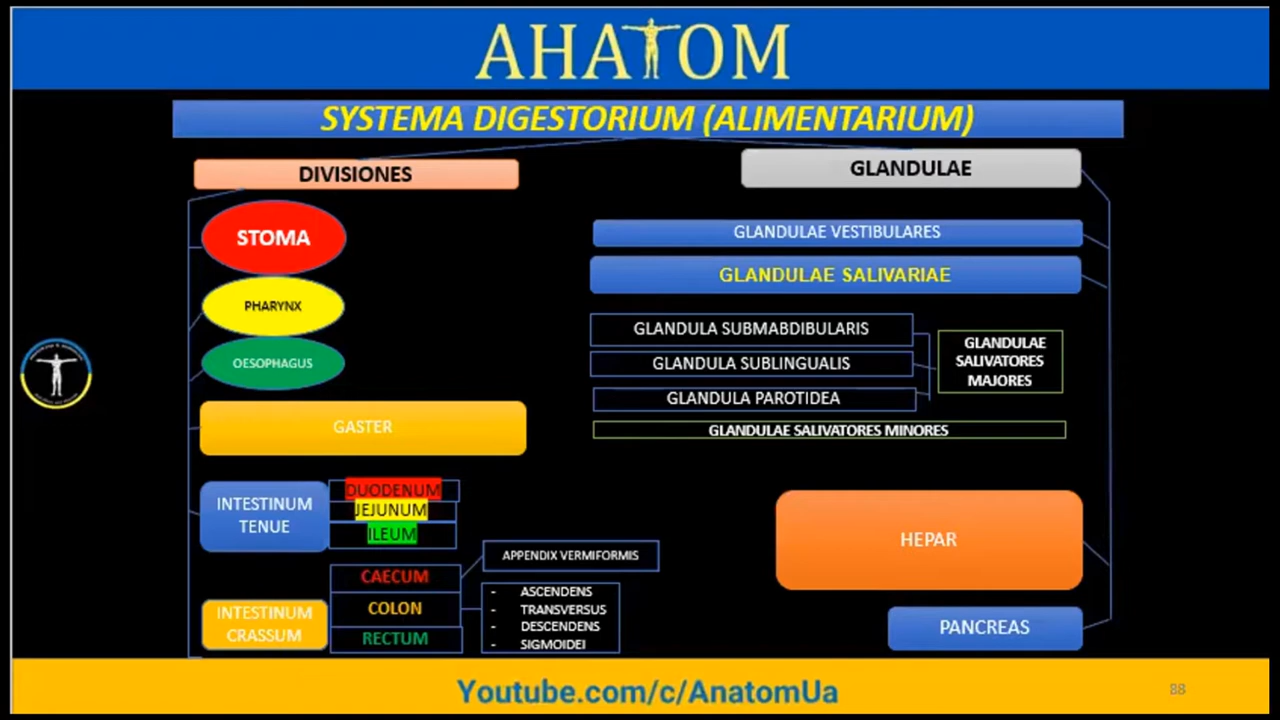 AHATOM
SYSTEMA DIGESTORIUM (ALIMENTARIUM)
DIVISIONES
STOMA
PHARYNX
OESOPHAGUS
GASTER
INTESTINUM
TENUE
DUODENUM
JEJUNUM
ILEUM
INTESTINUM
CRASSUM
CAECUM
COLON
RECTUM
APPENDIX VERMIFORMIS
- ASCENDENS
- TRANSVERSUS
- DESCENDENS
- SIGMOIDEI
GLANDULAE
GLANDULAE VESTIBULARES
GLANDULAE SALIVARIAE
GLANDULA SUBMABDIBULARIS
GLANDULA SUBLINGUALIS
GLANDULA PAROTIDEA
GLANDULAE
SALIVATORES
MAJORES
GLANDULAE SALIVATORES MINORES
HEPAR
PANCREAS
Youtube.com/c/AnatomUa
88